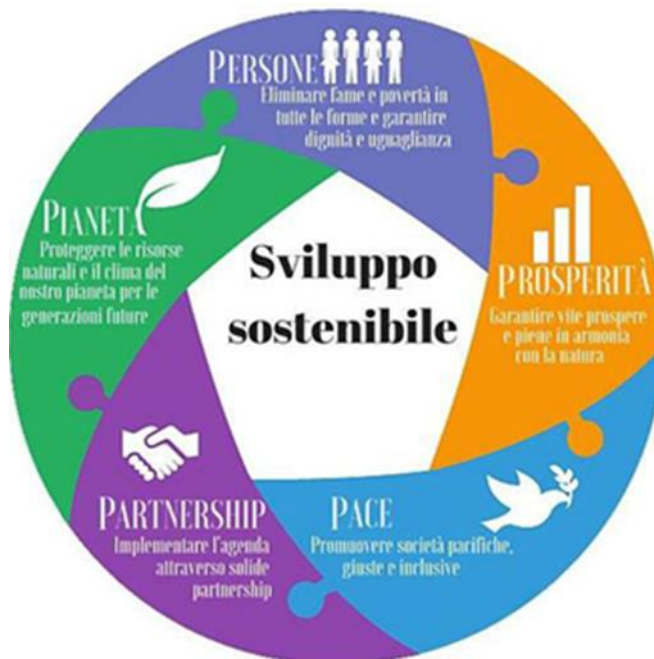 PERSONE
Eliminare fame e povertà in
tutte le forme e garantire
dignità e uguaglianza
PIANETA
Proteggere le risorse
naturali e il clima del
nostro pianeta per le
generazioni future
Sviluppo
sostenibile
PROSPERITÀ
Garantire vite prospere
e piene in armonia
con la natura
PARTNERSHIP
Implementare l'agenda
attraverso solide
partnership
PACE
Promuovere società pacifiche,
giuste e inclusive